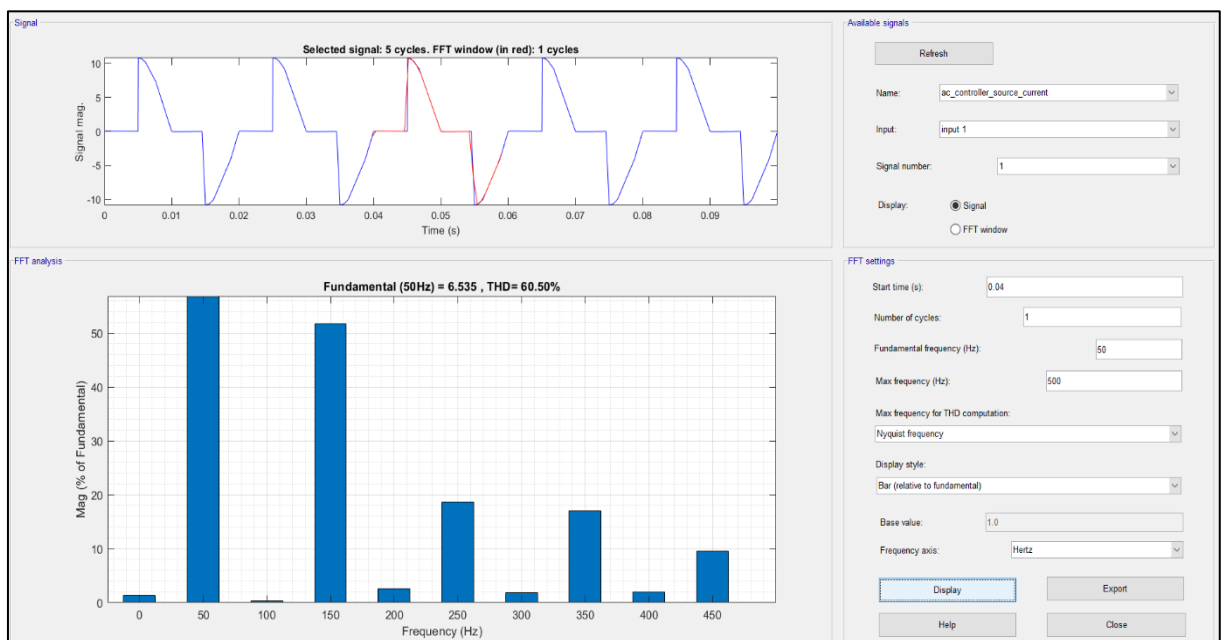 Signal
Selected signal: 5 cycles. FFT window (in red): 1 cycles
10
5
0
-5
-10
Signal mag.
0 0.01 0.02 0.03 0.04 0.05 0.06 0.07 0.08 0.09
Time (s)
Available signals
Refresh
Name: ac_controller_source_current
Input: input 1
Signal number: 1
Display: Signal
FFT window
FFT analysis
Fundamental (50Hz) = 6.535 , THD= 60.50%
50
40
30
20
10
0
Mag (% of Fundamental)
0 50 100 150 200 250 300 350 400 450
Frequency (Hz)
FFT settings
Start time (s): 0.04
Number of cycles: 1
Fundamental frequency (Hz): 50
Max frequency (Hz): 500
Max frequency for THD computation:
Nyquist frequency
Display style:
Bar (relative to fundamental)
Base value: 1.0
Frequency axis: Hertz
Display Export
Help Close